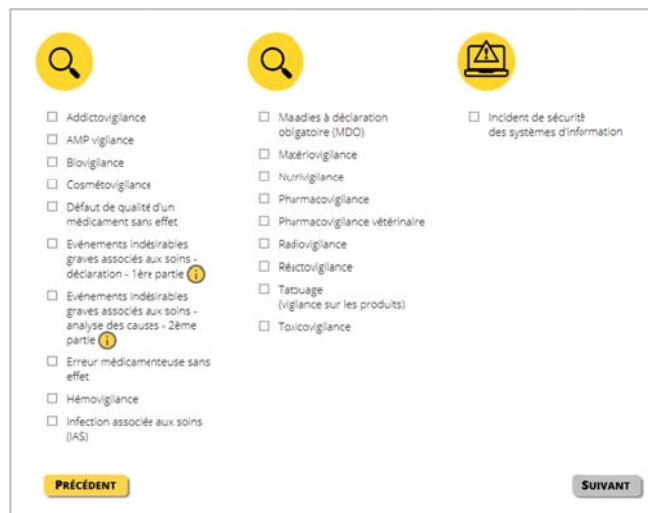 Addictovigilance
AMP vigilance
Biovigilance
Cosmétovigilance
Défaut de qualité d'un
médicament sans effet
Evénements indésirables
graves associés aux soins -
déclaration - 1ère partie i
Evénements indésirables
graves associés aux soins -
analyse des causes - 2ème
partie i
Erreur médicamenteuse sans
effet
Hémovigilance
Infection associée aux soins
(IAS)
Maladies à déclaration
obligatoire (MDO)
Matériovigilance
Nutrivigilance
Pharmacovigilance
Pharmacovigilance vétérinaire
Radiovigilance
Réactovigilance
Tatouage
(vigilance sur les produits)
Toxicovigilance
Incident de sécurité
des systèmes d'information
PRÉCÉDENT
SUIVANT